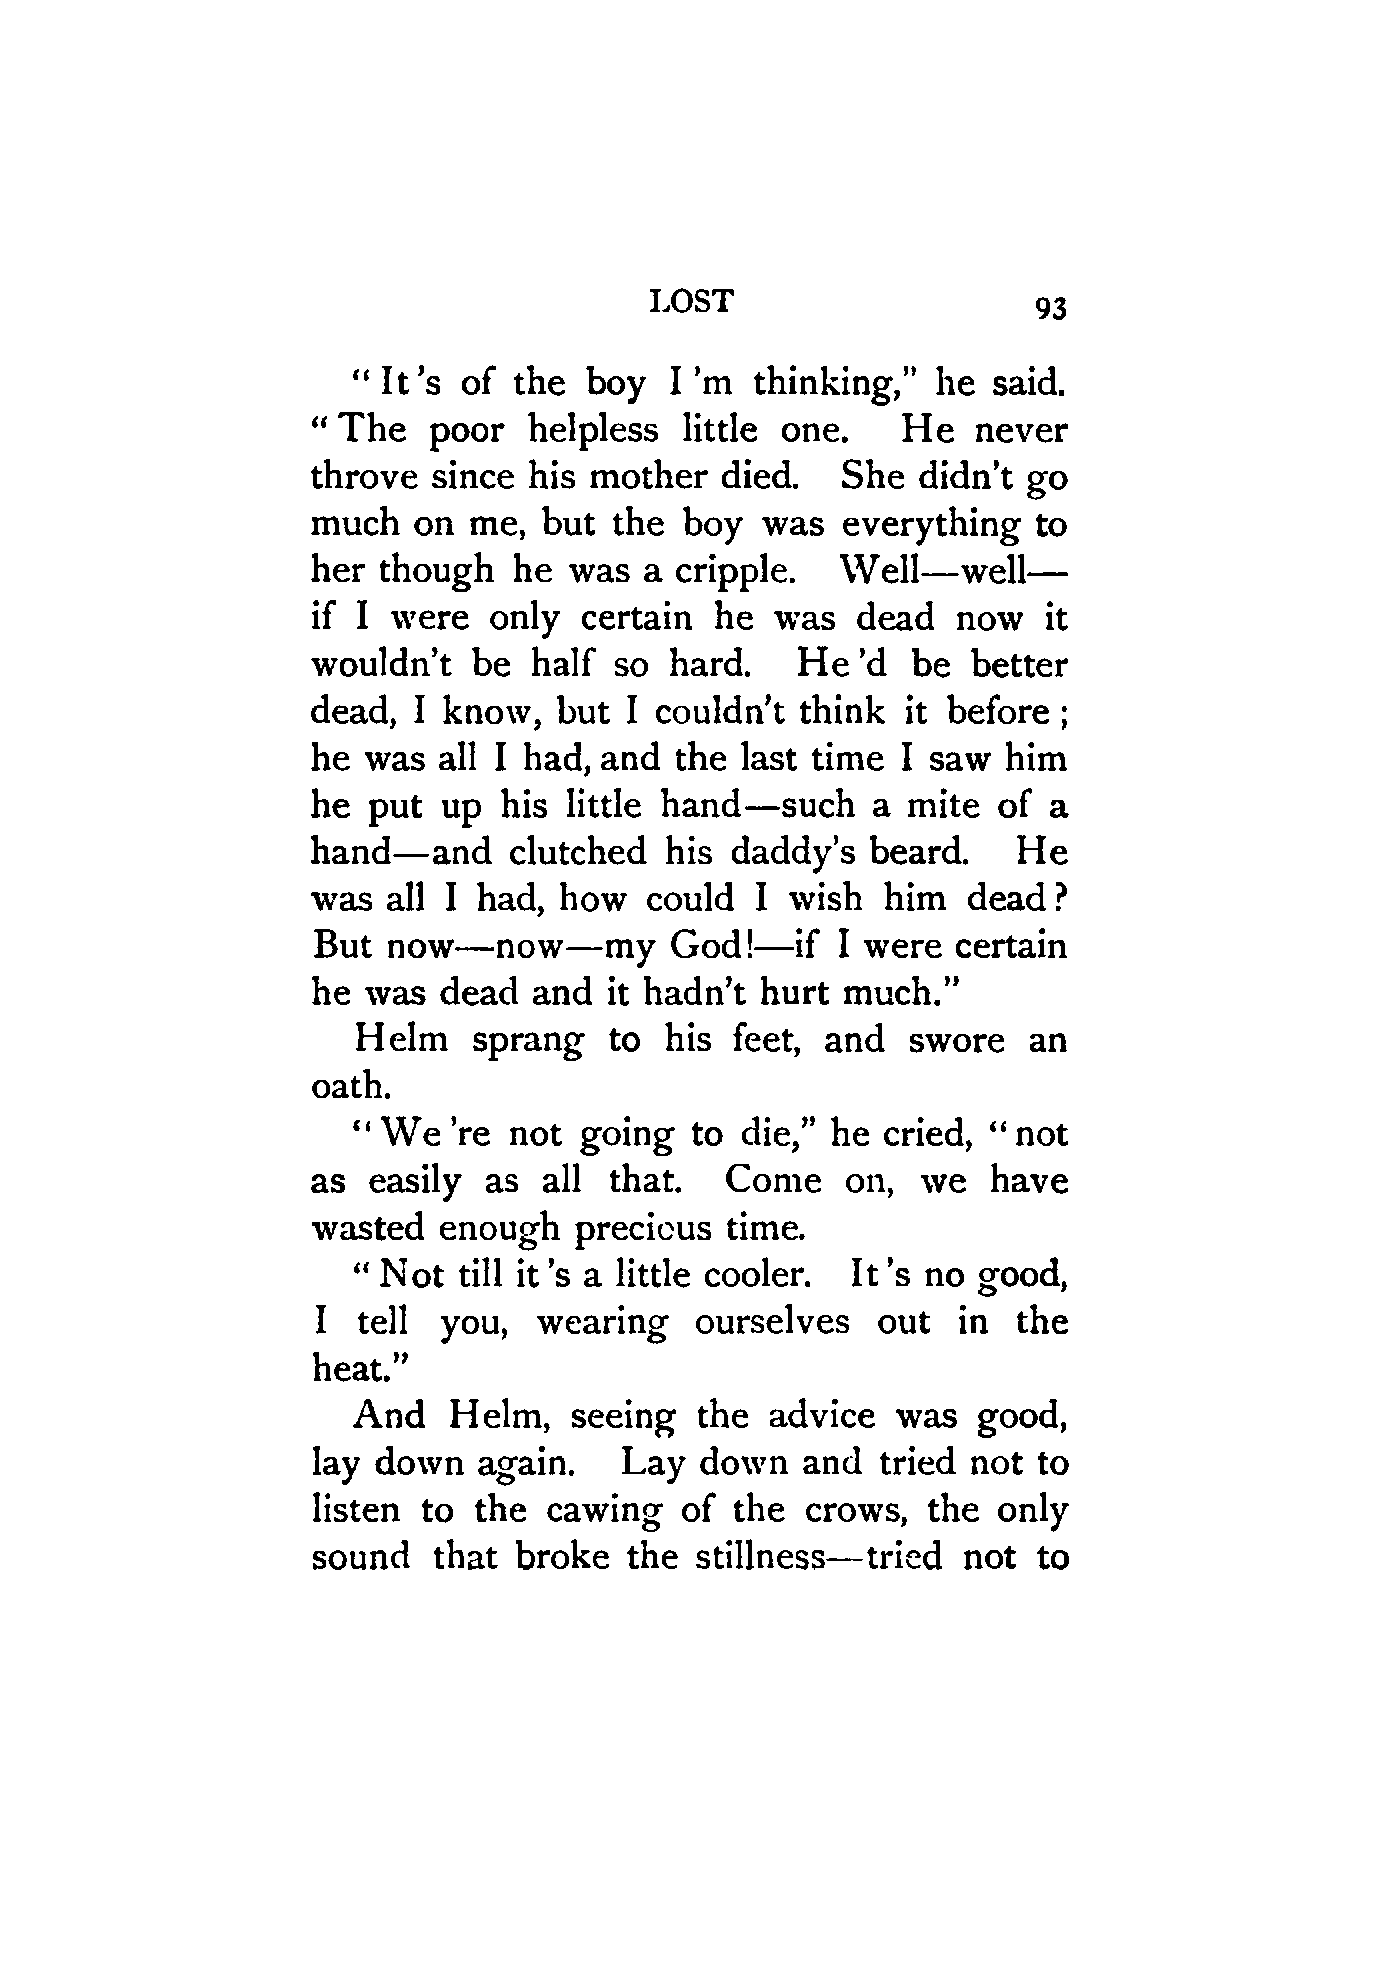 LOST 93
" It 's of the boy I 'm thinking," he said.
" The poor helpless little one. He never
throve since his mother died. She didn't go
much on me, but the boy was everything to
her though he was a cripple. Well—well—
if I were only certain he was dead now it
wouldn't be half so hard. He 'd be better
dead, I know, but I couldn't think it before ;
he was all I had, and the last time I saw him
he put up his little hand—such a mite of a
hand—and clutched his daddy's beard. He
was all I had, how could I wish him dead ?
But now—now—my God!—if I were certain
he was dead and it hadn't hurt much."
Helm sprang to his feet, and swore an
oath.
" We 're not going to die," he cried, " not
as easily as all that. Come on, we have
wasted enough precious time.
" Not till it 's a little cooler. It 's no good,
I tell you, wearing ourselves out in the
heat."
And Helm, seeing the advice was good,
lay down again. Lay down and tried not to
listen to the cawing of the crows, the only
sound that broke the stillness—tried not to